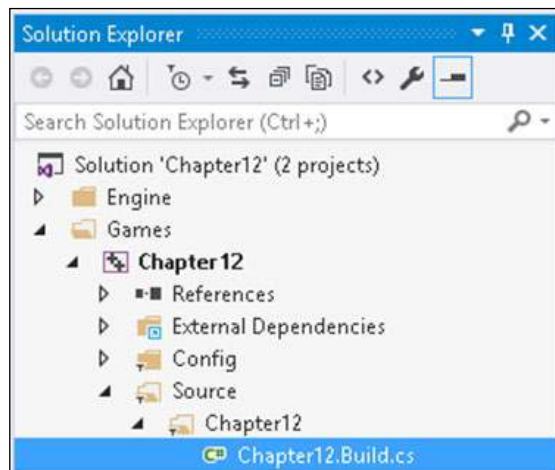 Solution Explorer
Search Solution Explorer (Ctrl+;)
Solution 'Chapter12' (2 projects)
Engine
Games
Chapter12
References
External Dependencies
Config
Source
Chapter12
C# Chapter12.Build.cs